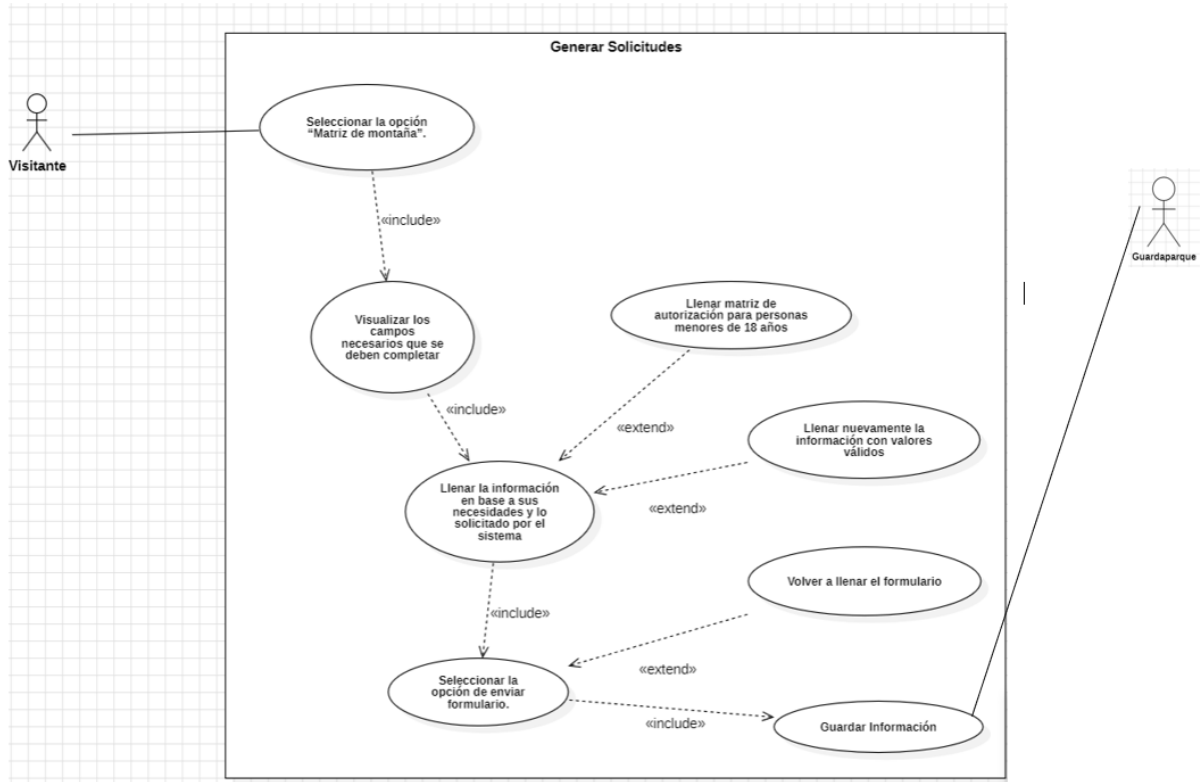 Generar Solicitudes
Seleccionar la opción
“Matriz de montaña”.
Visitante
«include»
Guardaparque
Visualizar los
campos
necesarios que se
deben completar
Llenar matriz de
autorización para personas
menores de 18 años
«include»
«extend»
Llenar nuevamente la
información con valores
válidos
Llenar la información
en base a sus
necesidades y lo
solicitado por el
sistema
«extend»
Volver a llenar el formulario
«include»
«extend»
Seleccionar la
opción de enviar
formulario.
«include»
Guardar Información